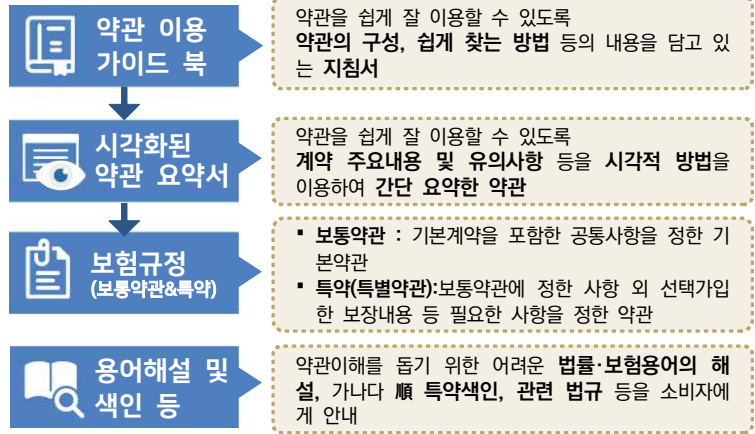 약관 이용
가이드 북
약관을 쉽게 잘 이용할 수 있도록
약관의 구성, 쉽게 찾는 방법 등의 내용을 담고 있
는 지침서
시각화된
약관 요약서
약관을 쉽게 잘 이용할 수 있도록
계약 주요내용 및 유의사항 등을 시각적 방법을
이용하여 간단 요약한 약관
보험규정
(보통약관&특약)
▪ 보통약관 : 기본계약을 포함한 공통사항을 정한 기
본약관
▪ 특약(특별약관):보통약관에 정한 사항 외 선택가입
한 보장내용 등 필요한 사항을 정한 약관
용어해설 및
색인 등
약관이해를 돕기 위한 어려운 법률·보험용어의 해
설, 가나다 順 특약색인, 관련 법규 등을 소비자에
게 안내